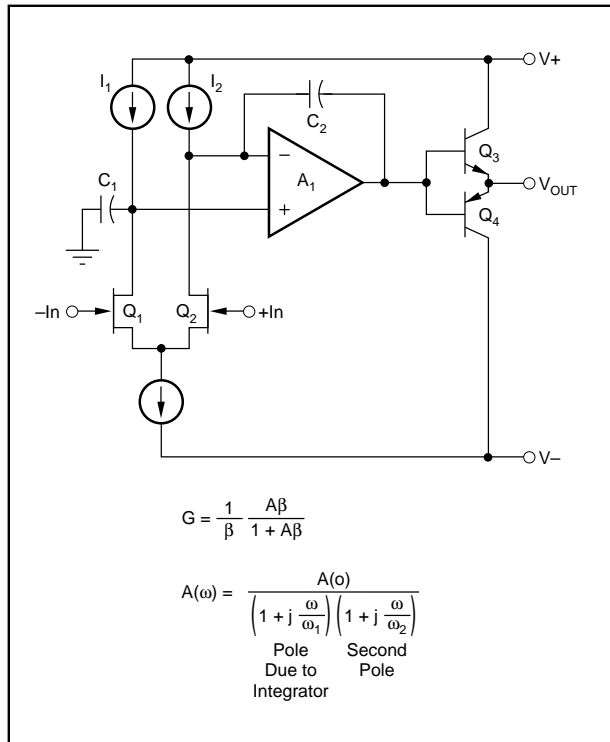 V+
I1 I2
C2
Q3
C1
−
A1
VOUT
+
Q4
–In Q1 Q2 +In
V–
G = 1/β Aβ/(1 + Aβ)
A(ω) = A(o) / (1 + j ω/ω1) (1 + j ω/ω2)
Pole Second
Due to Pole
Integrator